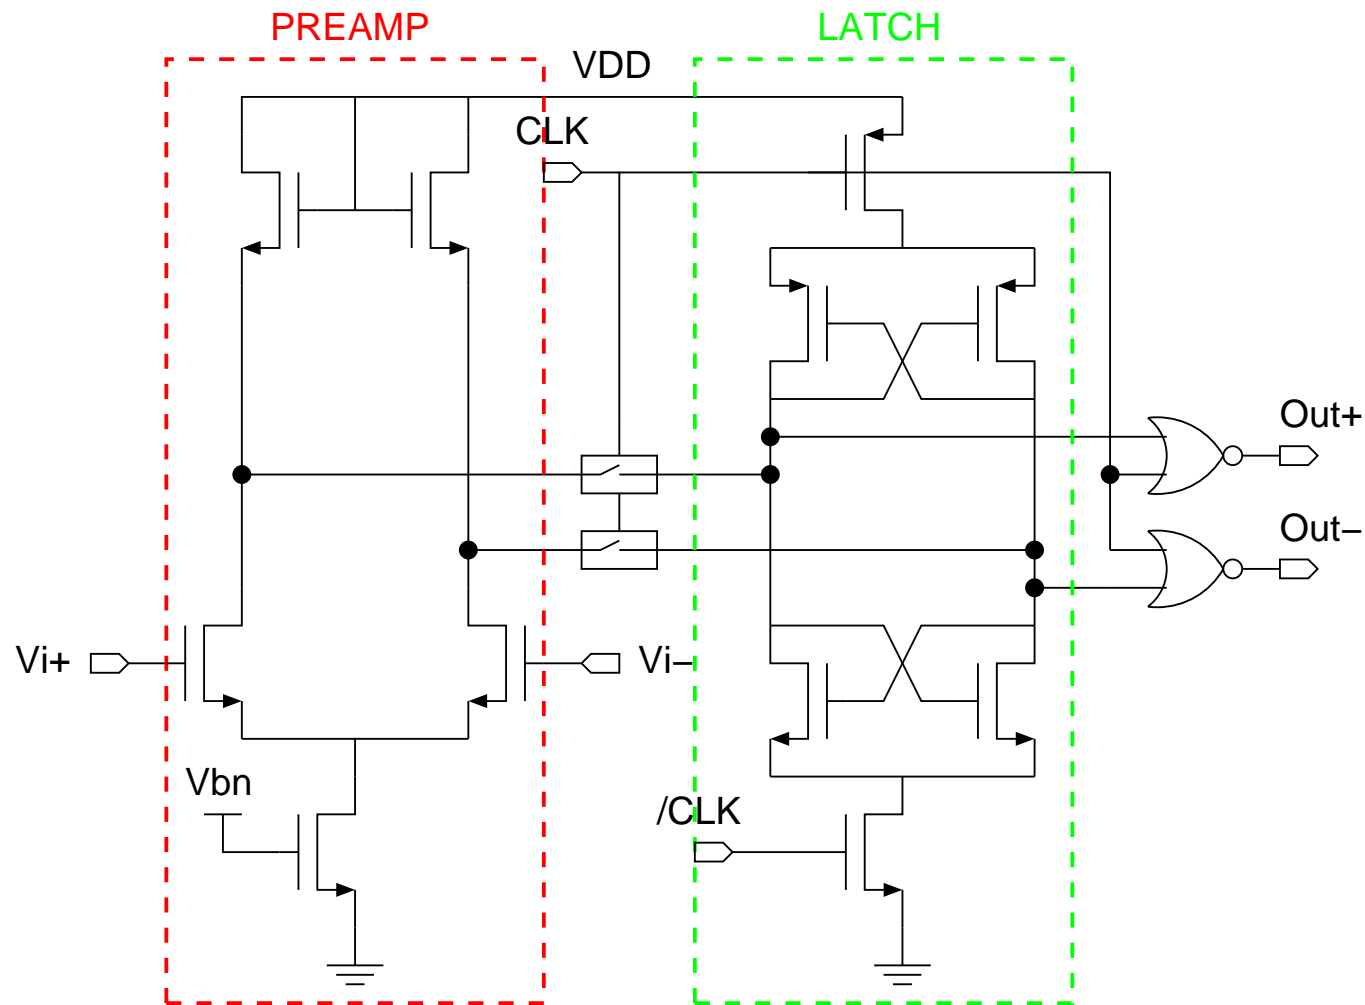 PREAMP
LATCH
VDD
CLK
Out+
Out−
Vi+
Vi−
Vbn
/CLK